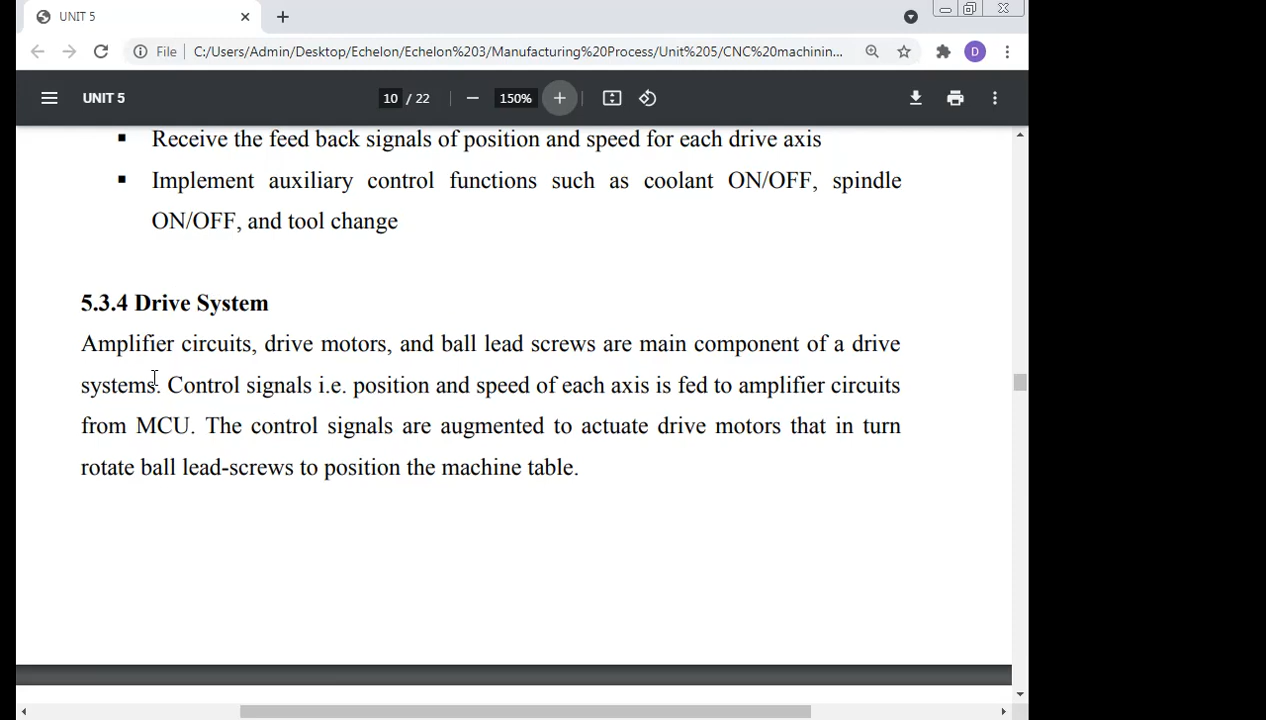 UNIT 5
File
C:/Users/Admin/Desktop/Echelon/Echelon%203/Manufacturing%20Process/Unit%205/CNC%20machinin...
D
UNIT 5
10 / 22
150%
▪ Receive the feed back signals of position and speed for each drive axis
▪ Implement auxiliary control functions such as coolant ON/OFF, spindle
ON/OFF, and tool change
5.3.4 Drive System
Amplifier circuits, drive motors, and ball lead screws are main component of a drive
systems. Control signals i.e. position and speed of each axis is fed to amplifier circuits
from MCU. The control signals are augmented to actuate drive motors that in turn
rotate ball lead-screws to position the machine table.